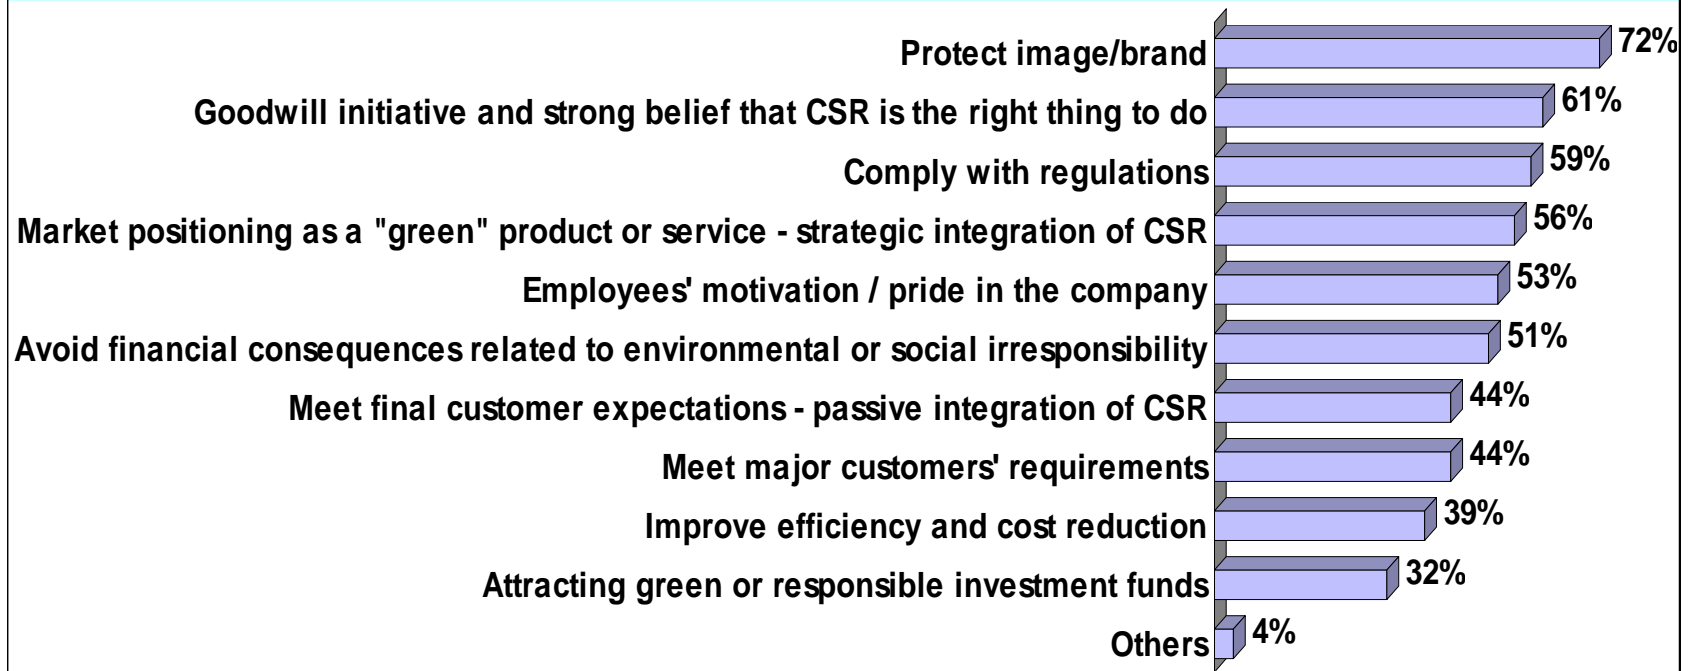 Protect image/brand 72%
Goodwill initiative and strong belief that CSR is the right thing to do 61%
Comply with regulations 59%
Market positioning as a "green" product or service - strategic integration of CSR 56%
Employees' motivation / pride in the company 53%
Avoid financial consequences related to environmental or social irresponsibility 51%
Meet final customer expectations - passive integration of CSR 44%
Meet major customers' requirements 44%
Improve efficiency and cost reduction 39%
Attracting green or responsible investment funds 32%
Others 4%